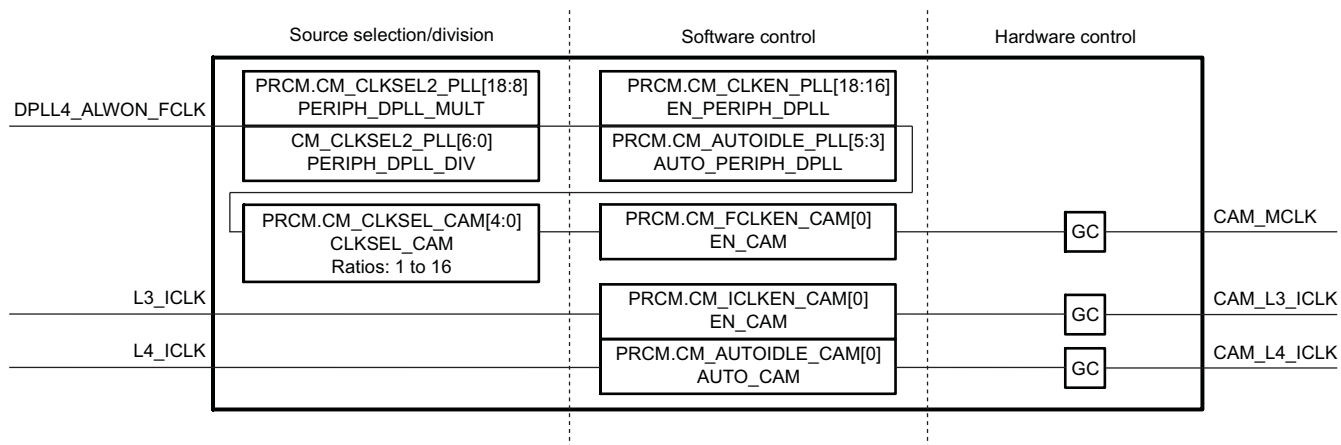 Source selection/division
Software control
Hardware control
DPLL4_ALWON_FCLK
PRCM.CM_CLKSEL2_PLL[18:8]
PERIPH_DPLL_MULT
CM_CLKSEL2_PLL[6:0]
PERIPH_DPLL_DIV
PRCM.CM_CLKEN_PLL[18:16]
EN_PERIPH_DPLL
PRCM.CM_AUTOIDLE_PLL[5:3]
AUTO_PERIPH_DPLL
PRCM.CM_CLKSEL_CAM[4:0]
CLKSEL_CAM
Ratios: 1 to 16
PRCM.CM_FCLKEN_CAM[0]
EN_CAM
GC
CAM_MCLK
L3_ICLK
PRCM.CM_ICLKEN_CAM[0]
EN_CAM
GC
CAM_L3_ICLK
L4_ICLK
PRCM.CM_AUTOIDLE_CAM[0]
AUTO_CAM
GC
CAM_L4_ICLK